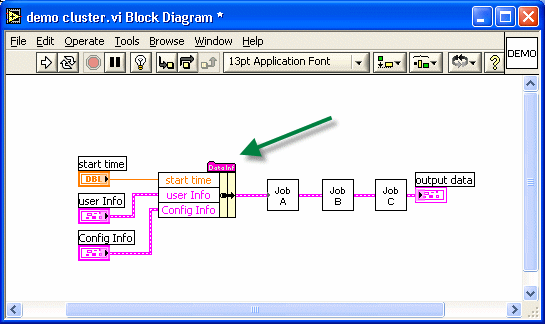 demo cluster.vi Block Diagram *
File Edit Operate Tools Browse Window Help
13pt Application Font
?
DEMO
Data Inf
start time
DBL
start time
user Info
user Info
Config Info
Config Info
Job A
Job B
Job C
output data